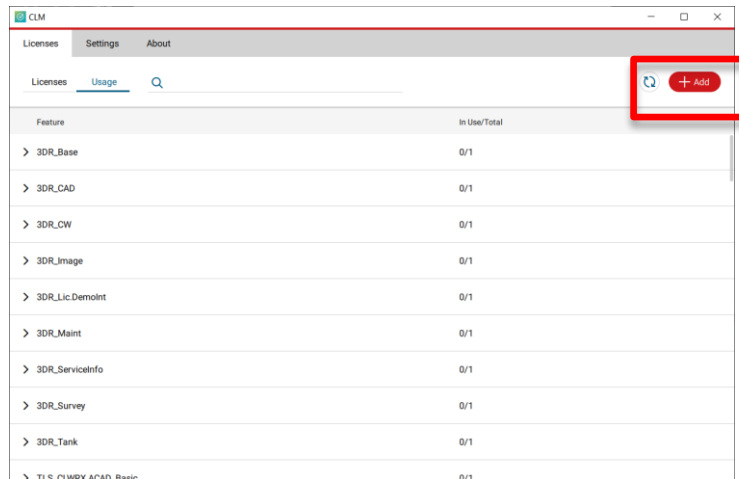 CLM
Licenses Settings About
Licenses Usage
Add
Feature In Use/Total
3DR_Base 0/1
3DR_CAD 0/1
3DR_CW 0/1
3DR_Image 0/1
3DR_Lic.DemoInt 0/1
3DR_Maint 0/1
3DR_ServiceInfo 0/1
3DR_Survey 0/1
3DR_Tank 0/1
TLS_CLWPX.ACAD_Basic 0/1